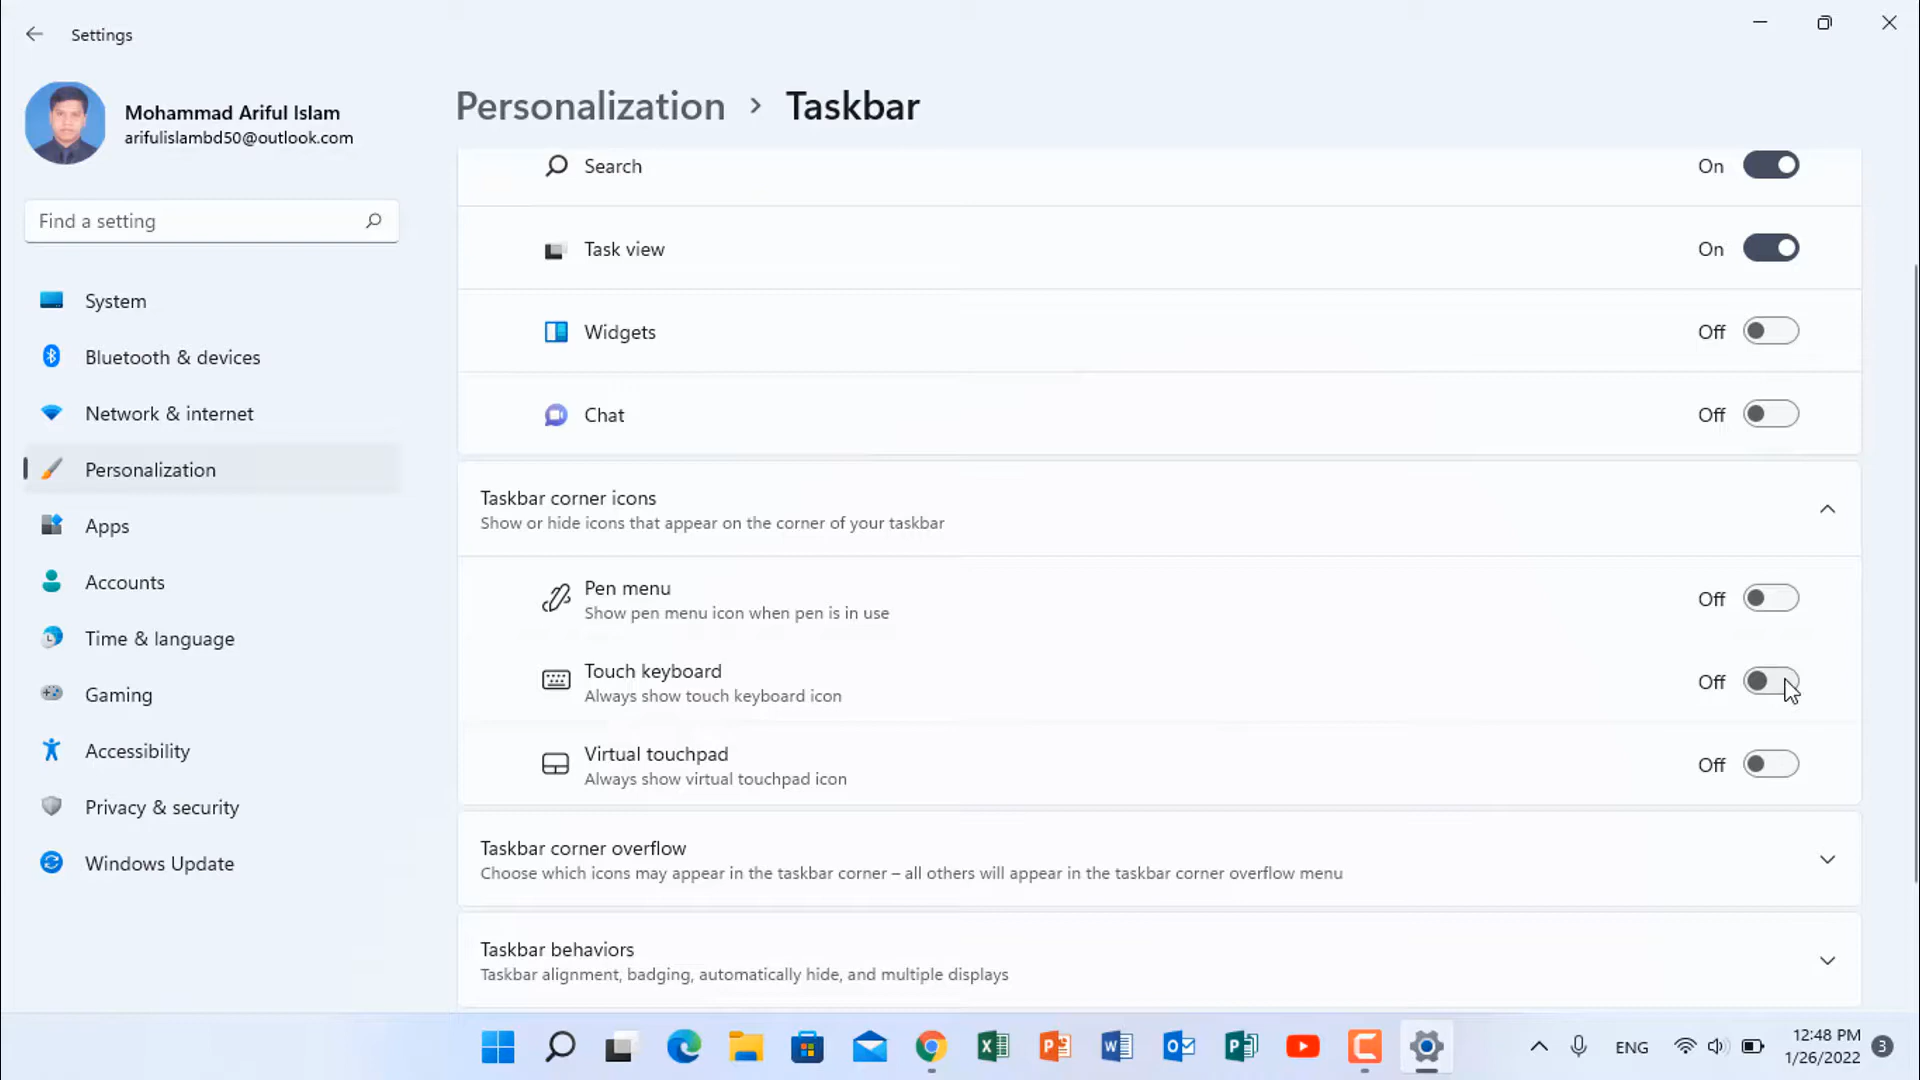 Settings
Mohammad Ariful Islam
arifulislambd50@outlook.com
Find a setting
System
Bluetooth & devices
Network & internet
Personalization
Apps
Accounts
Time & language
Gaming
Accessibility
Privacy & security
Windows Update
Personalization > Taskbar
Search On
Task view On
Widgets Off
Chat Off
Taskbar corner icons
Show or hide icons that appear on the corner of your taskbar
Pen menu
Show pen menu icon when pen is in use
Off
Touch keyboard
Always show touch keyboard icon
Off
Virtual touchpad
Always show virtual touchpad icon
Off
Taskbar corner overflow
Choose which icons may appear in the taskbar corner – all others will appear in the taskbar corner overflow menu
Taskbar behaviors
Taskbar alignment, badging, automatically hide, and multiple displays
ENG
12:48 PM
1/26/2022
3